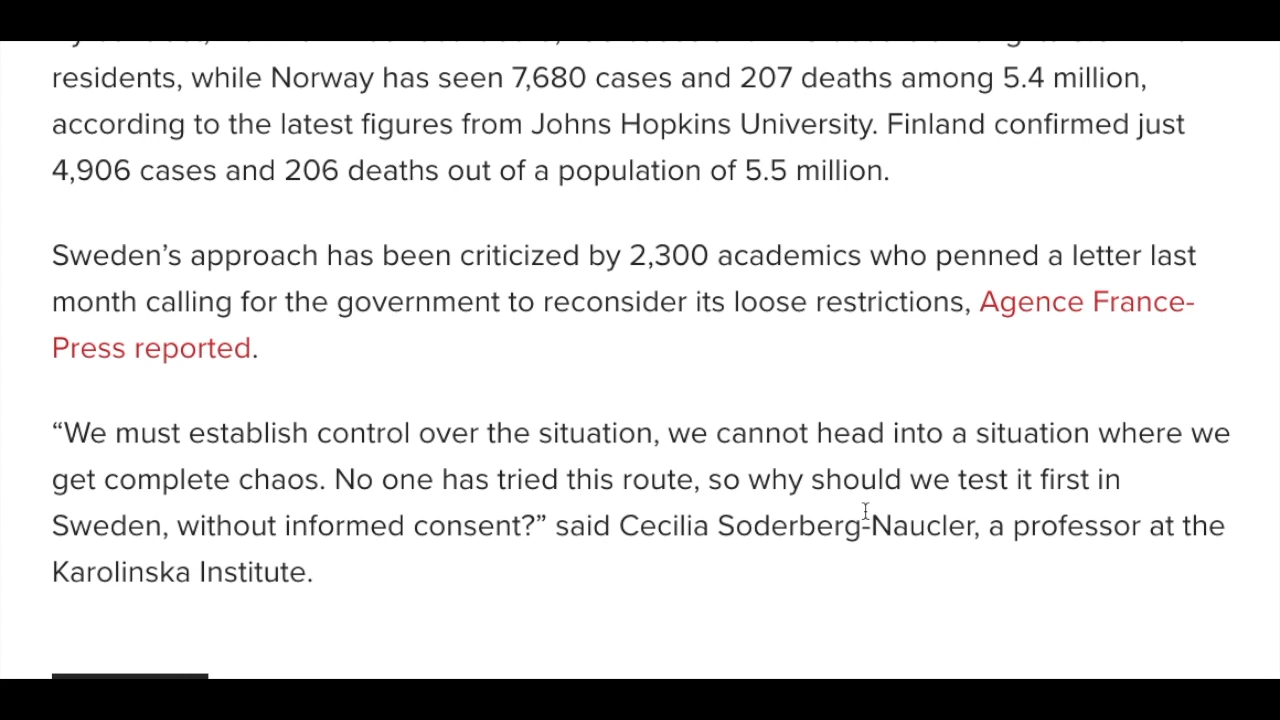 residents, while Norway has seen 7,680 cases and 207 deaths among 5.4 million,
according to the latest figures from Johns Hopkins University. Finland confirmed just
4,906 cases and 206 deaths out of a population of 5.5 million.
Sweden’s approach has been criticized by 2,300 academics who penned a letter last
month calling for the government to reconsider its loose restrictions, Agence France-
Press reported.
“We must establish control over the situation, we cannot head into a situation where we
get complete chaos. No one has tried this route, so why should we test it first in
Sweden, without informed consent?” said Cecilia Soderberg-Naucler, a professor at the
Karolinska Institute.